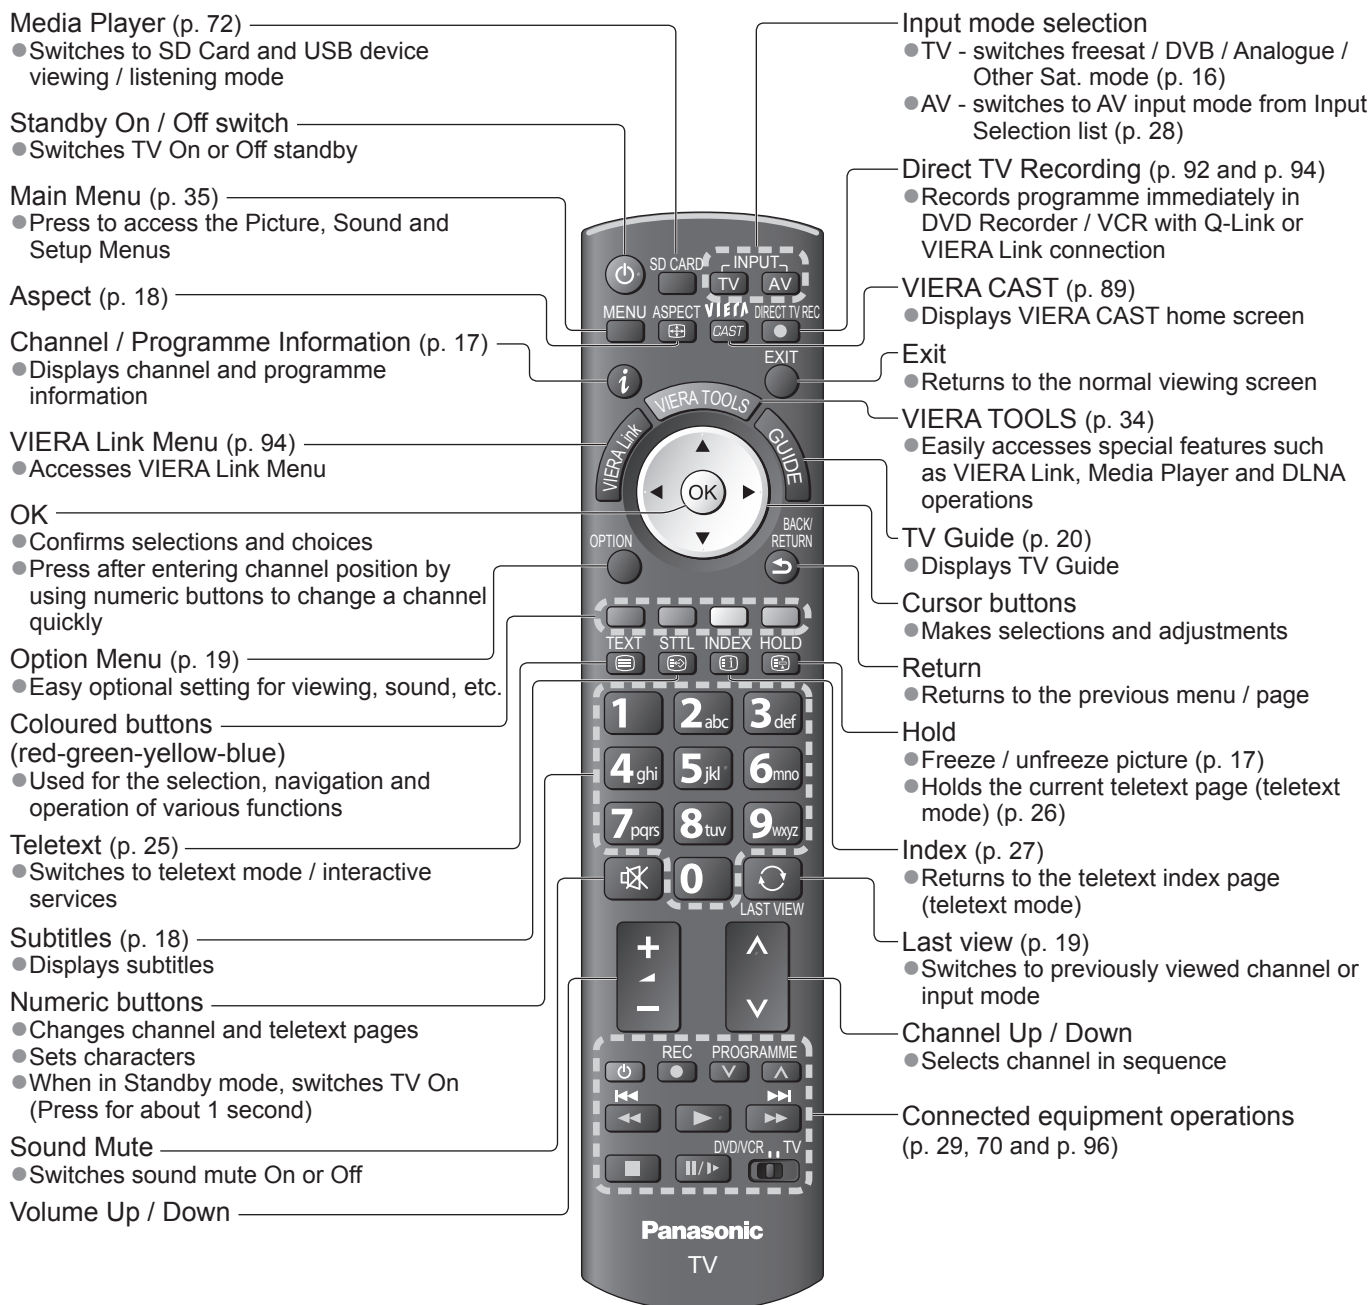 Media Player (p. 72)
●Switches to SD Card and USB device
viewing / listening mode
Standby On / Off switch
●Switches TV On or Off standby
Main Menu (p. 35)
●Press to access the Picture, Sound and
Setup Menus
Aspect (p. 18)
Channel / Programme Information (p. 17)
●Displays channel and programme
information
VIERA Link Menu (p. 94)
●Accesses VIERA Link Menu
OK
●Confirms selections and choices
●Press after entering channel position by
using numeric buttons to change a channel
quickly
Option Menu (p. 19)
●Easy optional setting for viewing, sound, etc.
Coloured buttons
(red-green-yellow-blue)
●Used for the selection, navigation and
operation of various functions
Teletext (p. 25)
●Switches to teletext mode / interactive
services
Subtitles (p. 18)
●Displays subtitles
Numeric buttons
●Changes channel and teletext pages
●Sets characters
●When in Standby mode, switches TV On
(Press for about 1 second)
Sound Mute
●Switches sound mute On or Off
Volume Up / Down
SD CARD INPUT
TV AV
MENU ASPECT VIERA DIRECT TV REC
CAST
EXIT
i
VIERA TOOLS
VIERA Link
GUIDE
OK
OPTION
BACK/
RETURN
TEXT STTL INDEX HOLD
1 2abc 3def
4ghi 5jkl 6mno
7pqrs 8tuv 9wxyz
0
LAST VIEW
+
−
REC PROGRAMME
DVD/VCR TV
Panasonic
TV
Input mode selection
●TV - switches freesat / DVB / Analogue /
Other Sat. mode (p. 16)
●AV - switches to AV input mode from Input
Selection list (p. 28)
Direct TV Recording (p. 92 and p. 94)
●Records programme immediately in
DVD Recorder / VCR with Q-Link or
VIERA Link connection
VIERA CAST (p. 89)
●Displays VIERA CAST home screen
Exit
●Returns to the normal viewing screen
VIERA TOOLS (p. 34)
●Easily accesses special features such
as VIERA Link, Media Player and DLNA
operations
TV Guide (p. 20)
●Displays TV Guide
Cursor buttons
●Makes selections and adjustments
Return
●Returns to the previous menu / page
Hold
●Freeze / unfreeze picture (p. 17)
●Holds the current teletext page (teletext
mode) (p. 26)
Index (p. 27)
●Returns to the teletext index page
(teletext mode)
Last view (p. 19)
●Switches to previously viewed channel or
input mode
Channel Up / Down
●Selects channel in sequence
Connected equipment operations
(p. 29, 70 and p. 96)